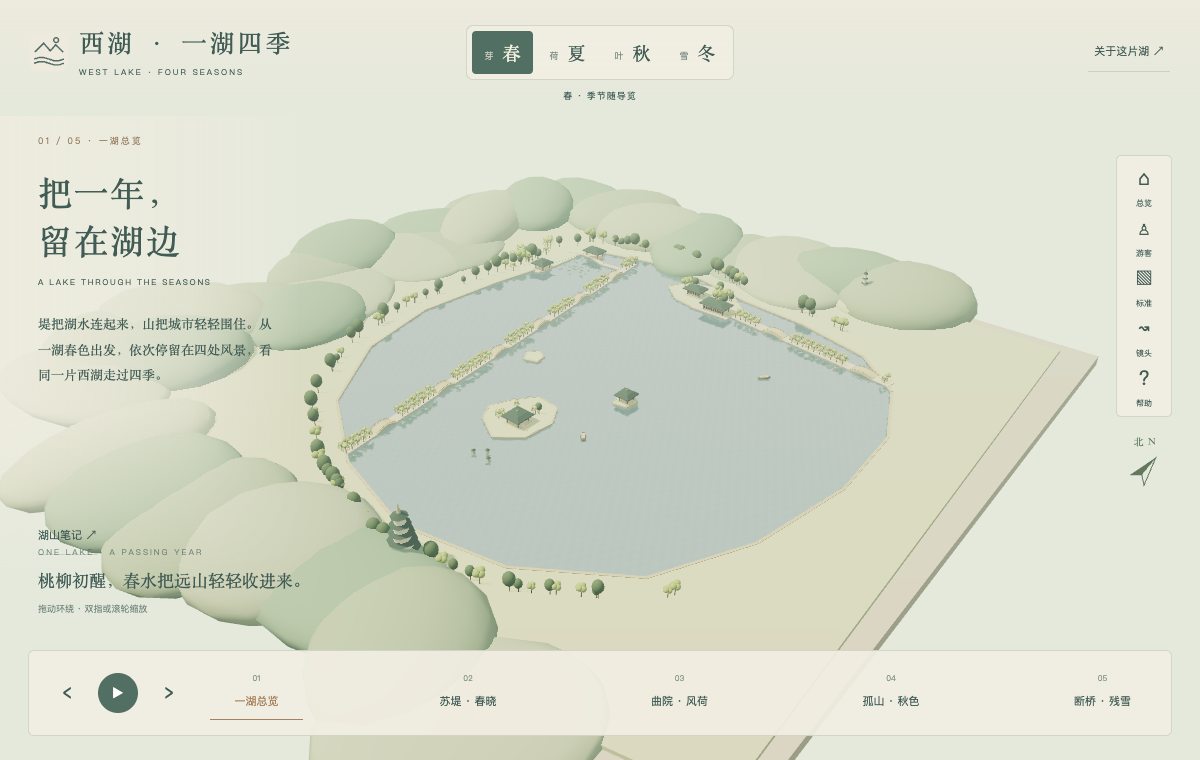 西湖 · 一湖四季
WEST LAKE · FOUR SEASONS
芽 春 荷 夏 叶 秋 雪 冬
春 · 季节随导览
关于这片湖 ↗
01 / 05 · 一湖总览
把一年，
留在湖边
A LAKE THROUGH THE SEASONS
堤把湖水连起来，山把城市轻轻围住。从
一湖春色出发，依次停留在四处风景，看
同一片西湖走过四季。
总览
游客
标准
镜头
?
帮助
北 N
湖山笔记 ↗
ONE LAKE · A PASSING YEAR
桃柳初醒，春水把远山轻轻收进来。
拖动环绕 · 双指或滚轮缩放
01
一湖总览
02
苏堤 · 春晓
03
曲院 · 风荷
04
孤山 · 秋色
05
断桥 · 残雪